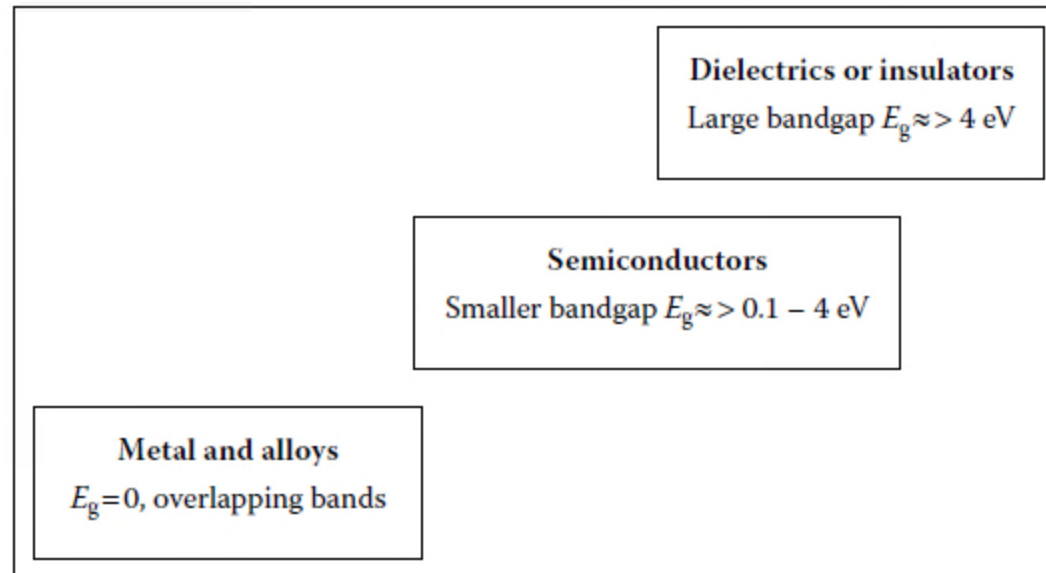 Dielectrics or insulators
Large bandgap Eg≈> 4 eV
Semiconductors
Smaller bandgap Eg≈> 0.1 – 4 eV
Metal and alloys
Eg=0, overlapping bands